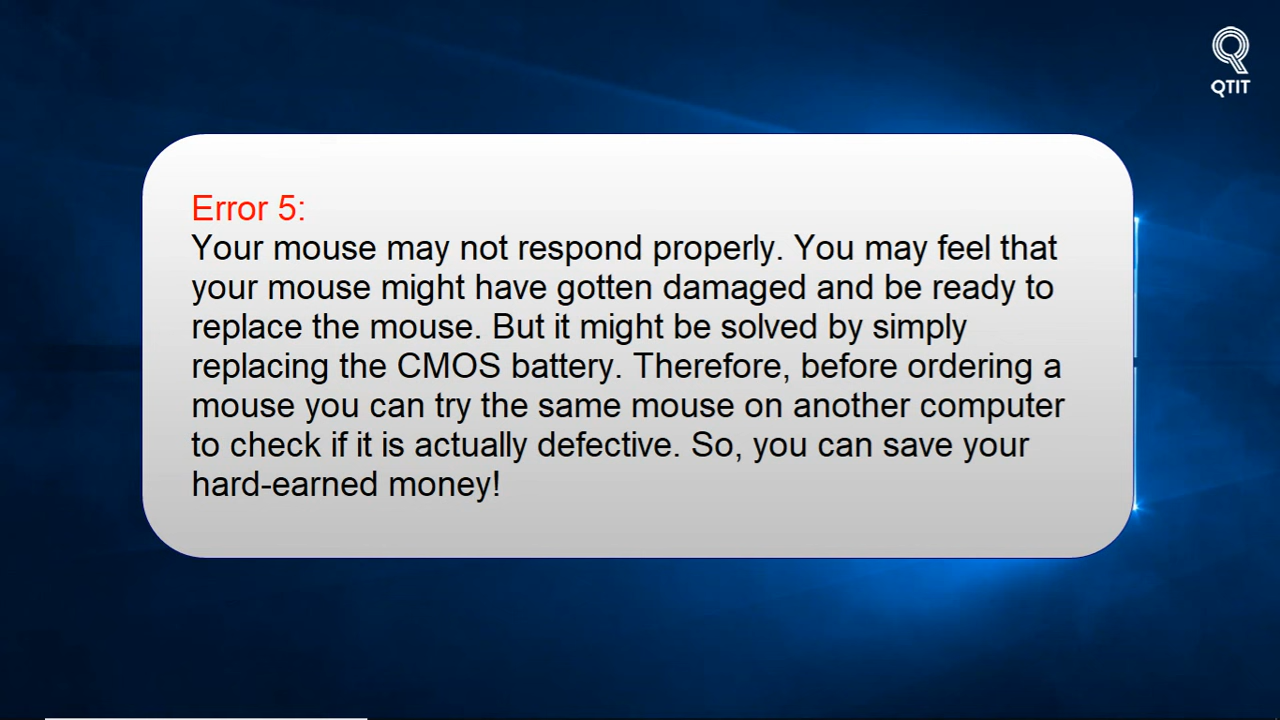 QTIT
Error 5:
Your mouse may not respond properly. You may feel that
your mouse might have gotten damaged and be ready to
replace the mouse. But it might be solved by simply
replacing the CMOS battery. Therefore, before ordering a
mouse you can try the same mouse on another computer
to check if it is actually defective. So, you can save your
hard-earned money!